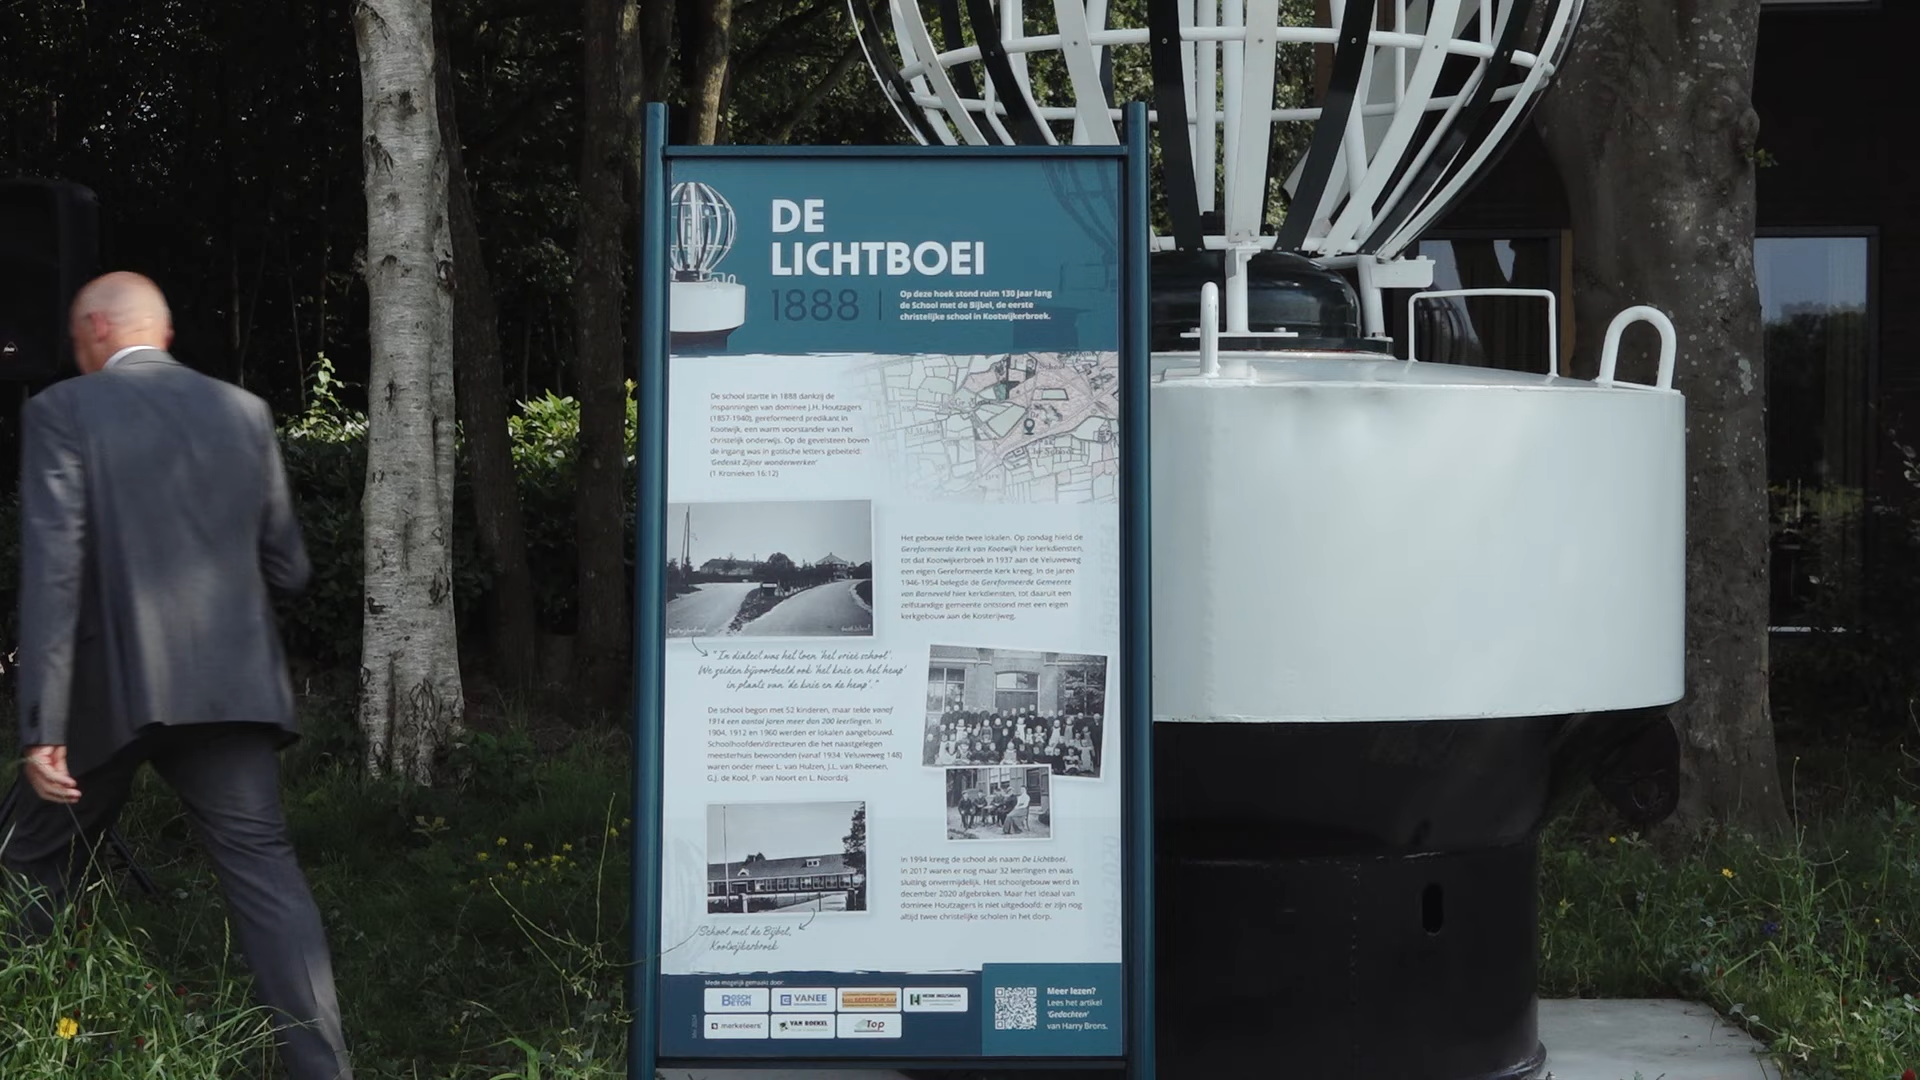 DE
LICHTBOEI
1888
Op deze hoek stond ruim 130 jaar lang
de School met de Bijbel, de eerste
christelijke school in Kootwijkerbroek.
De school startte in 1888 dankzij de
inspanningen van dominee J.H. Houtzagers
(1857-1940), gereformeerd predikant in
Kootwijk, een warm voorstander van het
christelijk onderwijs. Op de gevelsteen boven
de ingang was in gotische letters gebeiteld:
'Gedenkt Zijner wonderwerken'
(1 Kronieken 16:12)
Het gebouw telde twee lokalen. Op zondag hield de
Gereformeerde Kerk van Kootwijk hier kerkdiensten,
tot dat Kootwijkerbroek in 1937 aan de Veluweweg
een eigen Gereformeerde Kerk kreeg. In de jaren
1946-1954 belegde de Gereformeerde Gemeente
van Barneveld hier kerkdiensten, tot daaruit een
zelfstandige gemeente ontstond met een eigen
kerkgebouw aan de Kosterijweg.
"In dialect was het toen 'het vriee school'.
We zeiden bijvoorbeeld ook 'het knie en het heup'
in plaats van 'de knie en de heup'."
De school begon met 52 kinderen, maar telde vanaf
1914 een aantal jaren meer dan 200 leerlingen. In
1904, 1912 en 1960 werden er lokalen aangebouwd.
Schoolhoofden/directeuren die het naastgelegen
meesterhuis bewoonden (vanaf 1934: Veluweweg 148)
waren onder meer L. van Hulzen, J.L. van Rheenen,
G.J. de Kool, P. van Noort en L. Noordzij.
In 1994 kreeg de school als naam De Lichtboei.
In 2017 waren er nog maar 32 leerlingen en was
sluiting onvermijdelijk. Het schoolgebouw werd in
december 2020 afgebroken. Maar het ideaal van
dominee Houtzagers is niet uitgedoofd: er zijn nog
altijd twee christelijke scholen in het dorp.
School met de Bijbel,
Kootwijkerbroek
Mede mogelijk gemaakt door:
BOSCH
BETON
VANEE
merkeleers
VAN BOEKEL
Top
Meer lezen?
Lees het artikel
'Gedachten'
van Harry Brons.